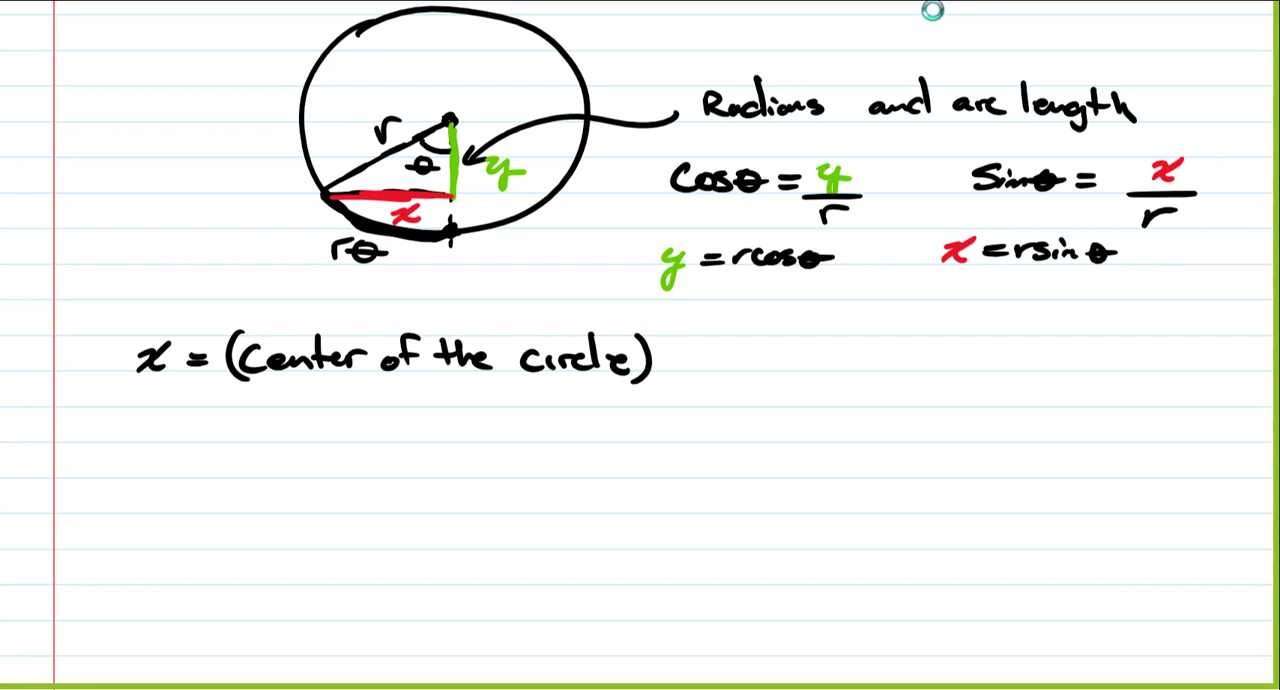 Radians and arc length
r
θ
y
x
rθ
cosθ = y/r
sinθ = x/r
y = rcosθ
x = rsinθ
x = (center of the circle)